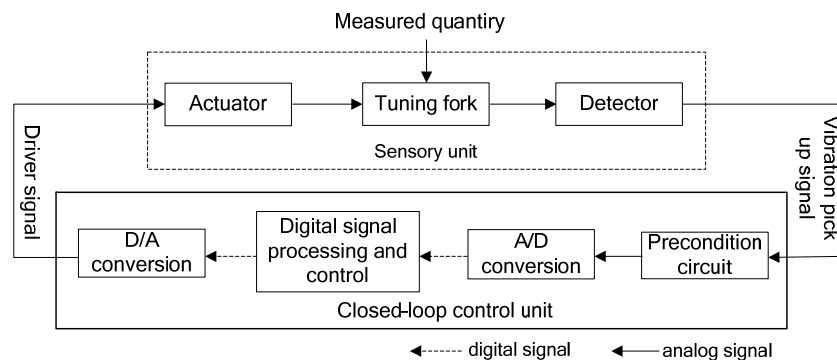 Measured quantiry
Actuator
Tuning fork
Detector
Sensory unit
Driver signal
Vibration pick
up signal
D/A
conversion
Digital signal
processing and
control
A/D
conversion
Precondition
circuit
Closed-loop control unit
digital signal
analog signal